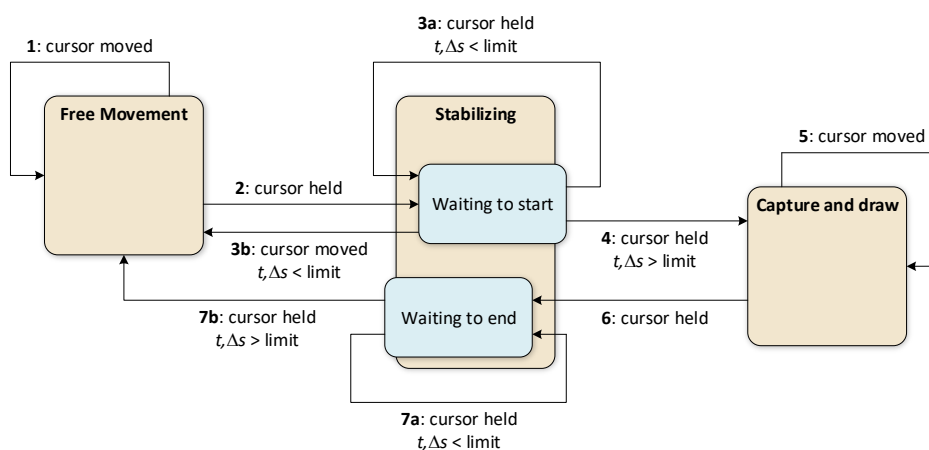 1: cursor moved
3a: cursor held
t,Δs < limit
Free Movement
Stabilizing
5: cursor moved
2: cursor held
Waiting to start
Capture and draw
3b: cursor moved
t,Δs < limit
4: cursor held
t,Δs > limit
7b: cursor held
t,Δs > limit
Waiting to end
6: cursor held
7a: cursor held
t,Δs < limit